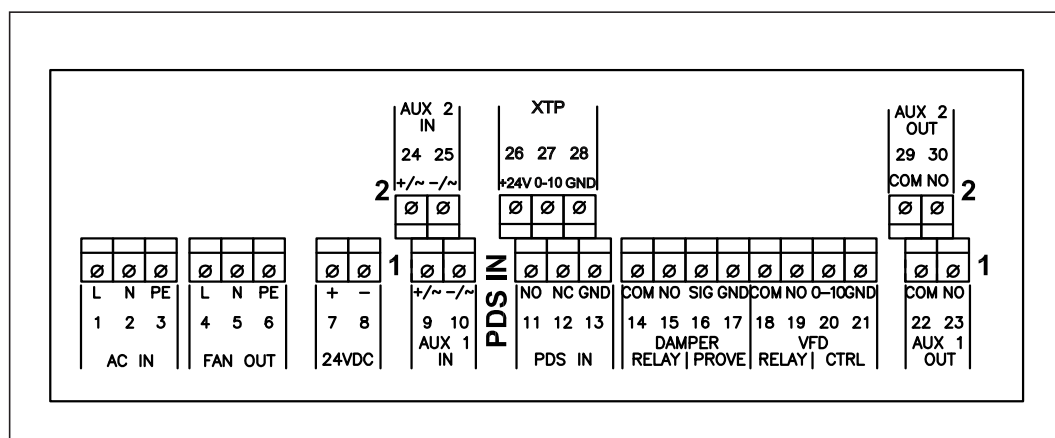 AUX 2 XTP AUX 2
IN OUT
24 25 26 27 28 29 30
+/~ -/~ +24V 0-10 GND COM NO
2 2
1 PDS IN 1
L N PE L N PE + - +/~ -/~ NO NC GND COM NO SIG GND COM NO 0-10 GND COM NO
1 2 3 4 5 6 7 8 9 10 11 12 13 14 15 16 17 18 19 20 21 22 23
AUX 1 DAMPER VFD AUX 1
AC IN FAN OUT 24VDC IN PDS IN RELAY PROVE RELAY CTRL OUT